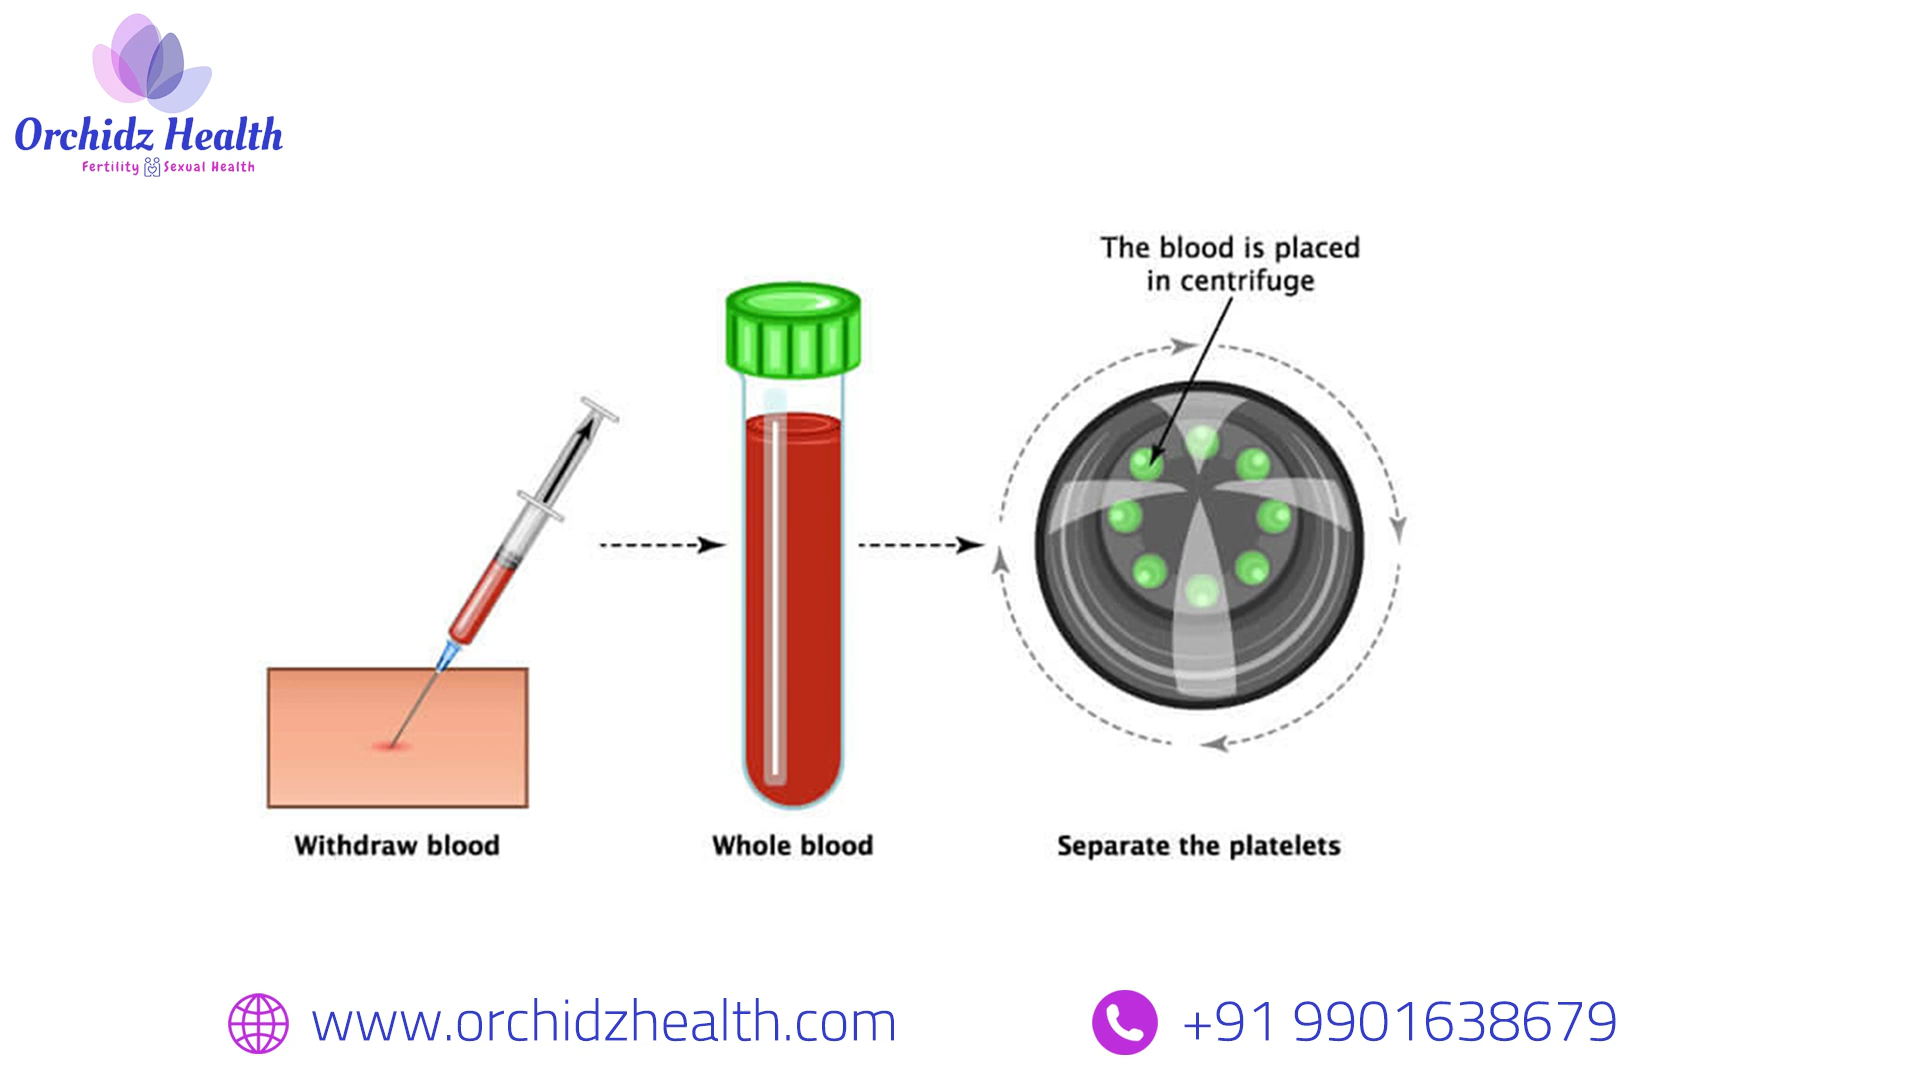 Orchidz Health
Fertility Sexual Health
The blood is placed
in centrifuge
Withdraw blood
Whole blood
Separate the platelets
www.orchidzhealth.com
+91 9901638679